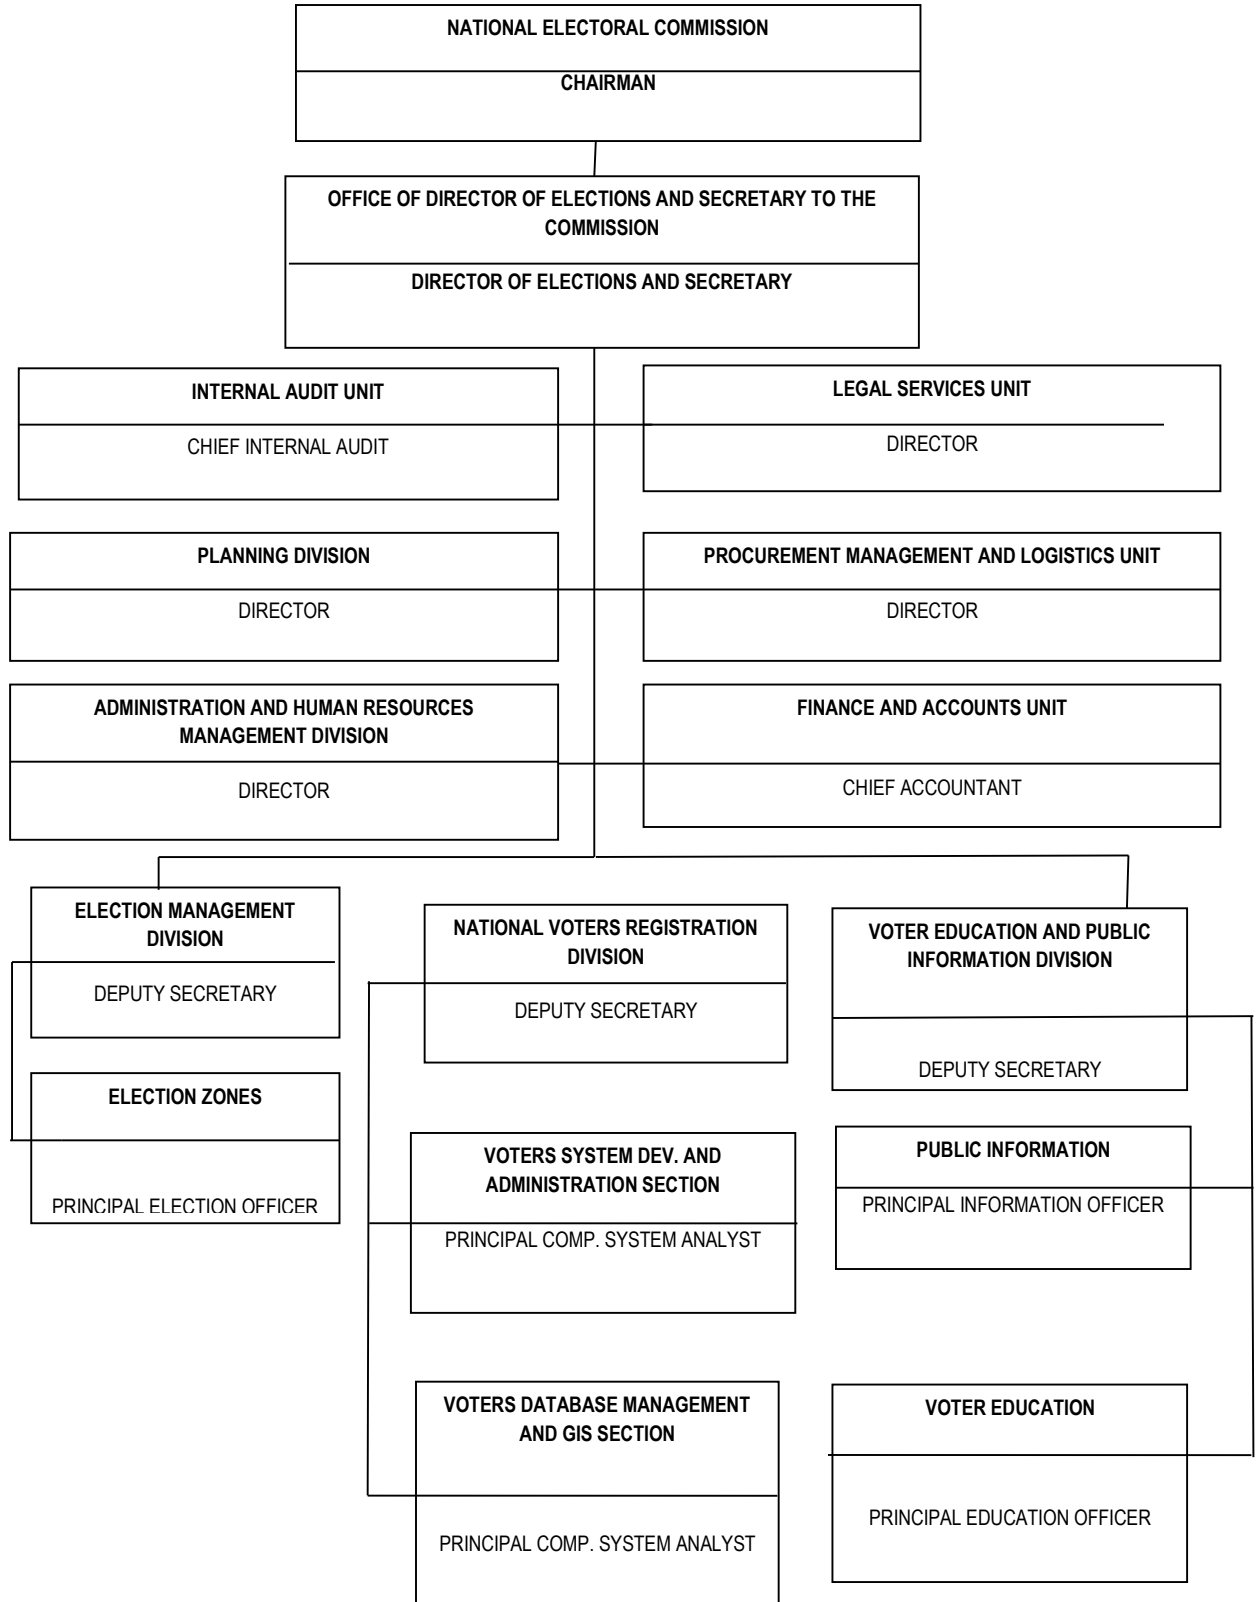 NATIONAL ELECTORAL COMMISSION
CHAIRMAN
OFFICE OF DIRECTOR OF ELECTIONS AND SECRETARY TO THE
COMMISSION
DIRECTOR OF ELECTIONS AND SECRETARY
INTERNAL AUDIT UNIT
CHIEF INTERNAL AUDIT
LEGAL SERVICES UNIT
DIRECTOR
PLANNING DIVISION
DIRECTOR
PROCUREMENT MANAGEMENT AND LOGISTICS UNIT
DIRECTOR
ADMINISTRATION AND HUMAN RESOURCES
MANAGEMENT DIVISION
DIRECTOR
FINANCE AND ACCOUNTS UNIT
CHIEF ACCOUNTANT
ELECTION MANAGEMENT
DIVISION
DEPUTY SECRETARY
ELECTION ZONES
PRINCIPAL ELECTION OFFICER
NATIONAL VOTERS REGISTRATION
DIVISION
DEPUTY SECRETARY
VOTERS SYSTEM DEV. AND
ADMINISTRATION SECTION
PRINCIPAL COMP. SYSTEM ANALYST
VOTERS DATABASE MANAGEMENT
AND GIS SECTION
PRINCIPAL COMP. SYSTEM ANALYST
VOTER EDUCATION AND PUBLIC
INFORMATION DIVISION
DEPUTY SECRETARY
PUBLIC INFORMATION
PRINCIPAL INFORMATION OFFICER
VOTER EDUCATION
PRINCIPAL EDUCATION OFFICER